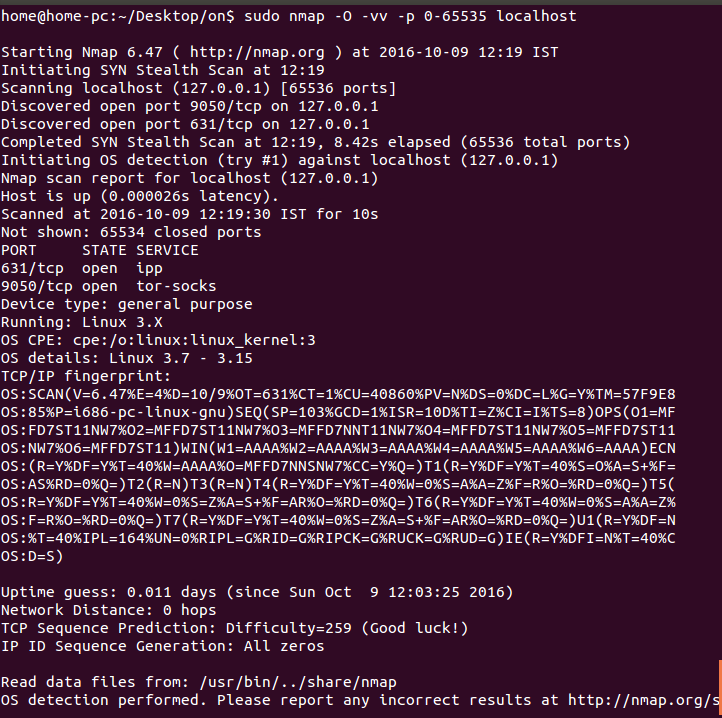 home@home-pc:~/Desktop/on$ sudo nmap -O -vv -p 0-65535 localhost
Starting Nmap 6.47 ( http://nmap.org ) at 2016-10-09 12:19 IST
Initiating SYN Stealth Scan at 12:19
Scanning localhost (127.0.0.1) [65536 ports]
Discovered open port 9050/tcp on 127.0.0.1
Discovered open port 631/tcp on 127.0.0.1
Completed SYN Stealth Scan at 12:19, 8.42s elapsed (65536 total ports)
Initiating OS detection (try #1) against localhost (127.0.0.1)
Nmap scan report for localhost (127.0.0.1)
Host is up (0.000026s latency).
Scanned at 2016-10-09 12:19:30 IST for 10s
Not shown: 65534 closed ports
PORT     STATE SERVICE
631/tcp  open  ipp
9050/tcp open  tor-socks
Device type: general purpose
Running: Linux 3.X
OS CPE: cpe:/o:linux:linux_kernel:3
OS details: Linux 3.7 - 3.15
TCP/IP fingerprint:
OS:SCAN(V=6.47%E=4%D=10/9%OT=631%CT=1%CU=40860%PV=N%DS=0%DC=L%G=Y%TM=57F9E8
OS:85%P=i686-pc-linux-gnu)SEQ(SP=103%GCD=1%ISR=10D%TI=Z%CI=I%TS=8)OPS(O1=MF
OS:FD7ST11NW7%O2=MFFD7ST11NW7%O3=MFFD7NNT11NW7%O4=MFFD7ST11NW7%O5=MFFD7ST11
OS:NW7%O6=MFFD7ST11)WIN(W1=AAAA%W2=AAAA%W3=AAAA%W4=AAAA%W5=AAAA%W6=AAAA)ECN
OS:(R=Y%DF=Y%T=40%W=AAAA%O=MFFD7NNSNW7%CC=Y%Q=)T1(R=Y%DF=Y%T=40%S=O%A=S+%F=
OS:AS%RD=0%Q=)T2(R=N)T3(R=N)T4(R=Y%DF=Y%T=40%W=0%S=A%A=Z%F=R%O=%RD=0%Q=)T5(
OS:R=Y%DF=Y%T=40%W=0%S=Z%A=S+%F=AR%O=%RD=0%Q=)T6(R=Y%DF=Y%T=40%W=0%S=A%A=Z%
OS:F=R%O=%RD=0%Q=)T7(R=Y%DF=Y%T=40%W=0%S=Z%A=S+%F=AR%O=%RD=0%Q=)U1(R=Y%DF=N
OS:%T=40%IPL=164%UN=0%RIPL=G%RID=G%RIPCK=G%RUCK=G%RUD=G)IE(R=Y%DFI=N%T=40%C
OS:D=S)
Uptime guess: 0.011 days (since Sun Oct  9 12:03:25 2016)
Network Distance: 0 hops
TCP Sequence Prediction: Difficulty=259 (Good luck!)
IP ID Sequence Generation: All zeros
Read data files from: /usr/bin/../share/nmap
OS detection performed. Please report any incorrect results at http://nmap.org/s